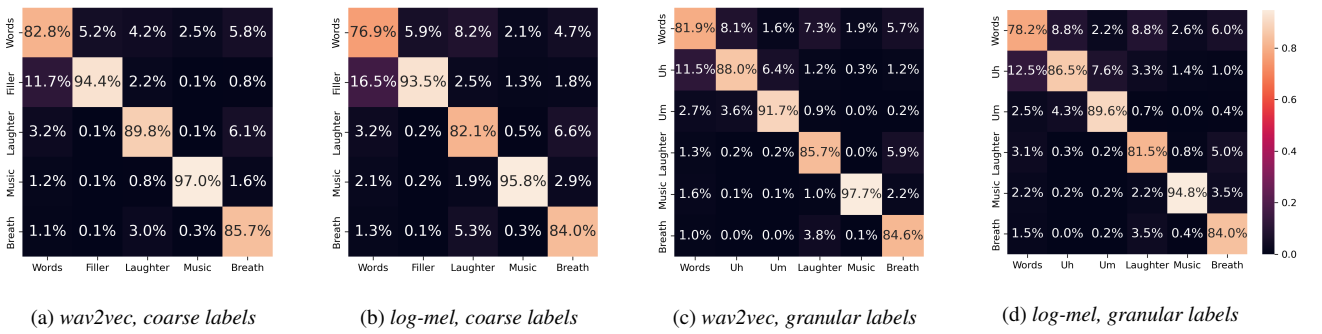 Words 82.8% 5.2% 4.2% 2.5% 5.8%
Filler 11.7% 94.4% 2.2% 0.1% 0.8%
Laughter 3.2% 0.1% 89.8% 0.1% 6.1%
Music 1.2% 0.1% 0.8% 97.0% 1.6%
Breath 1.1% 0.1% 3.0% 0.3% 85.7%
Words Filler Laughter Music Breath
(a) wav2vec, coarse labels
Words 76.9% 5.9% 8.2% 2.1% 4.7%
Filler 16.5% 93.5% 2.5% 1.3% 1.8%
Laughter 3.2% 0.2% 82.1% 0.5% 6.6%
Music 2.1% 0.2% 1.9% 95.8% 2.9%
Breath 1.3% 0.1% 5.3% 0.3% 84.0%
Words Filler Laughter Music Breath
(b) log-mel, coarse labels
Words 81.9% 8.1% 1.6% 7.3% 1.9% 5.7%
Uh 11.5% 88.0% 6.4% 1.2% 0.3% 1.2%
Um 2.7% 3.6% 91.7% 0.9% 0.0% 0.2%
Laughter 1.3% 0.2% 0.2% 85.7% 0.0% 5.9%
Music 1.6% 0.1% 0.1% 1.0% 97.7% 2.2%
Breath 1.0% 0.0% 0.0% 3.8% 0.1% 84.6%
Words Uh Um Laughter Music Breath
(c) wav2vec, granular labels
Words 78.2% 8.8% 2.2% 8.8% 2.6% 6.0%
Uh 12.5% 86.5% 7.6% 3.3% 1.4% 1.0%
Um 2.5% 4.3% 89.6% 0.7% 0.0% 0.4%
Laughter 3.1% 0.3% 0.2% 81.5% 0.8% 5.0%
Music 2.2% 0.2% 0.2% 2.2% 94.8% 3.5%
Breath 1.5% 0.0% 0.2% 3.5% 0.4% 84.0%
Words Uh Um Laughter Music Breath
0.8
0.6
0.4
0.2
0.0
(d) log-mel, granular labels